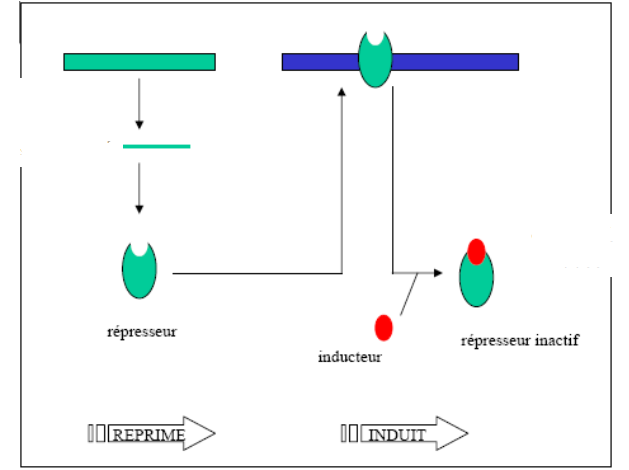 répresseur
inducteur
répresseur inactif
REPRIME
INDUIT